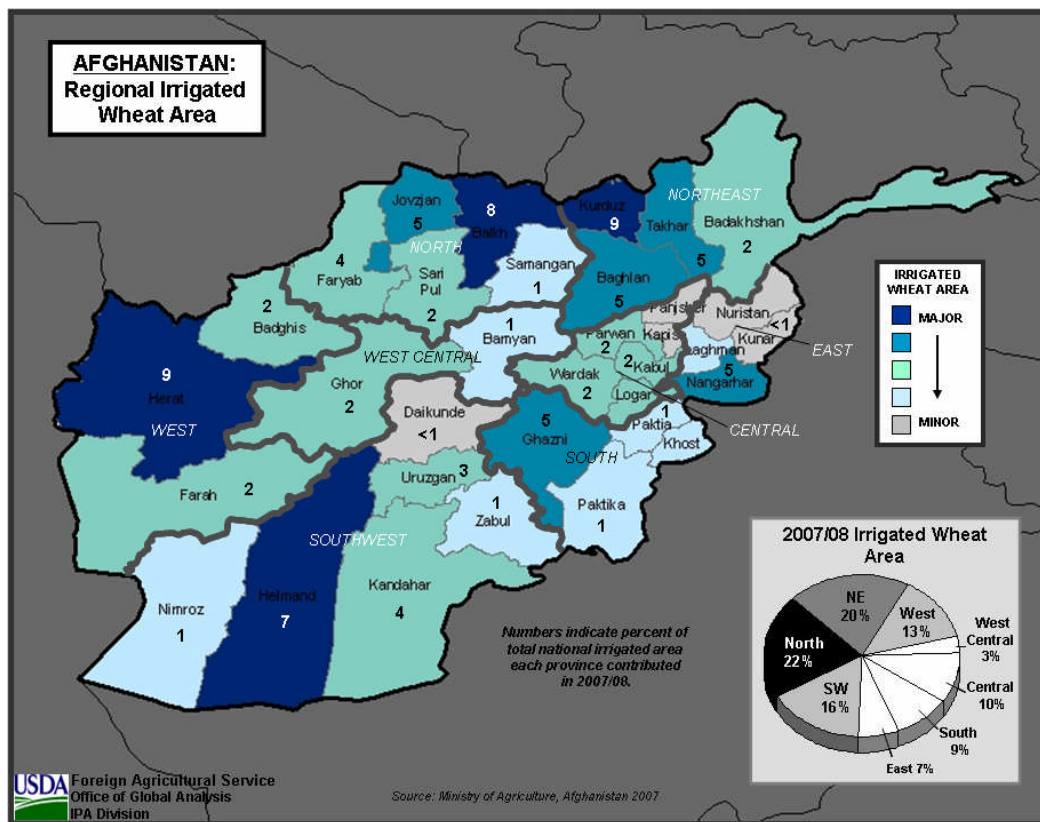 AFGHANISTAN:
Regional Irrigated
Wheat Area
Jovzjan
5
8
Balkh
Kurduz
9
NORTHEAST
Takhar
5
Badakhshan
2
NORTH
4
Faryab
Sari
Pul
2
Samangan
1
Baghlan
5
2
Badghis
1
Bamyan
Panjsher
Nuristan
<1
Kapis
Kunar
Laghman
EAST
Parwan
2
2
Kabul
5
Nangarhar
WEST CENTRAL
Ghor
2
Wardak
2
Logar
CENTRAL
9
Herat
WEST
Daikunde
<1
5
Ghazni
SOUTH
1
Paktia
Khost
Farah
2
Uruzgan
3
1
Zabul
Paktika
1
SOUTHWEST
Nimroz
1
Helmand
7
Kandahar
4
IRRIGATED
WHEAT AREA
MAJOR
MINOR
Numbers indicate percent of
total national irrigated area
each province contributed
in 2007/08.
2007/08 Irrigated Wheat
Area
NE
20%
West
13%
West
Central
3%
North
22%
Central
10%
SW
16%
South
9%
East 7%
USDA
Foreign Agricultural Service
Office of Global Analysis
IPA Division
Source: Ministry of Agriculture, Afghanistan 2007